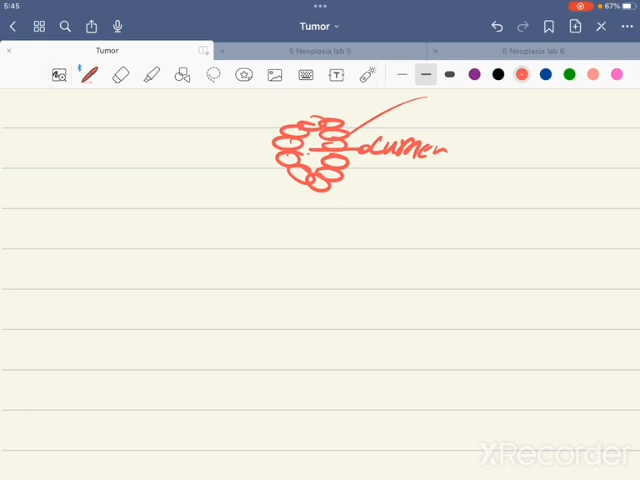 5:45
67%
Tumor
Tumor
5 Neoplasia lab 5
6 Neoplasia lab 6
Lumen
XRecorder